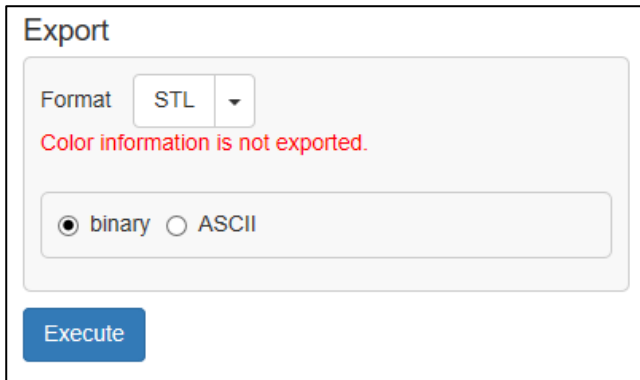 Export
Format STL
Color information is not exported.
binary ASCII
Execute